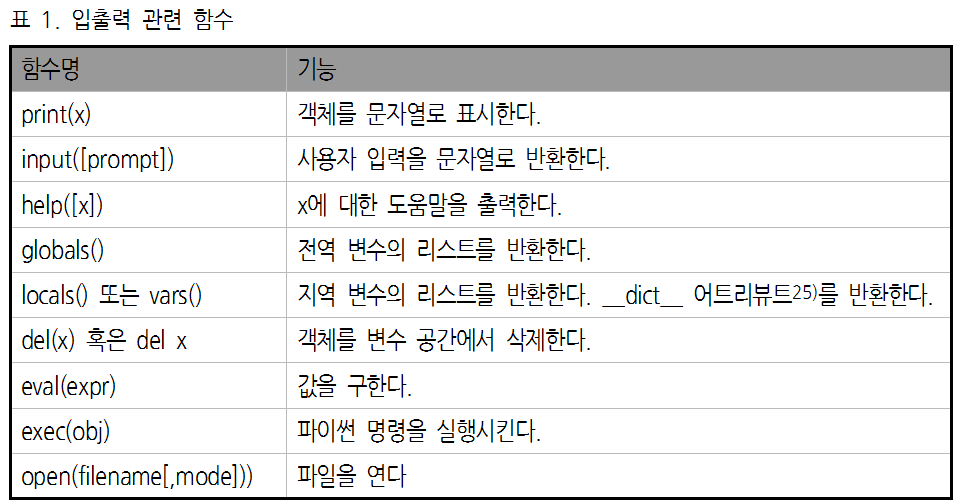 표 1. 입출력 관련 함수
함수명 기능
print(x) 객체를 문자열로 표시한다.
input([prompt]) 사용자 입력을 문자열로 반환한다.
help([x]) x에 대한 도움말을 출력한다.
globals() 전역 변수의 리스트를 반환한다.
locals() 또는 vars() 지역 변수의 리스트를 반환한다. __dict__ 어트리뷰트25)를 반환한다.
del(x) 혹은 del x 객체를 변수 공간에서 삭제한다.
eval(expr) 값을 구한다.
exec(obj) 파이썬 명령을 실행시킨다.
open(filename[,mode])) 파일을 연다